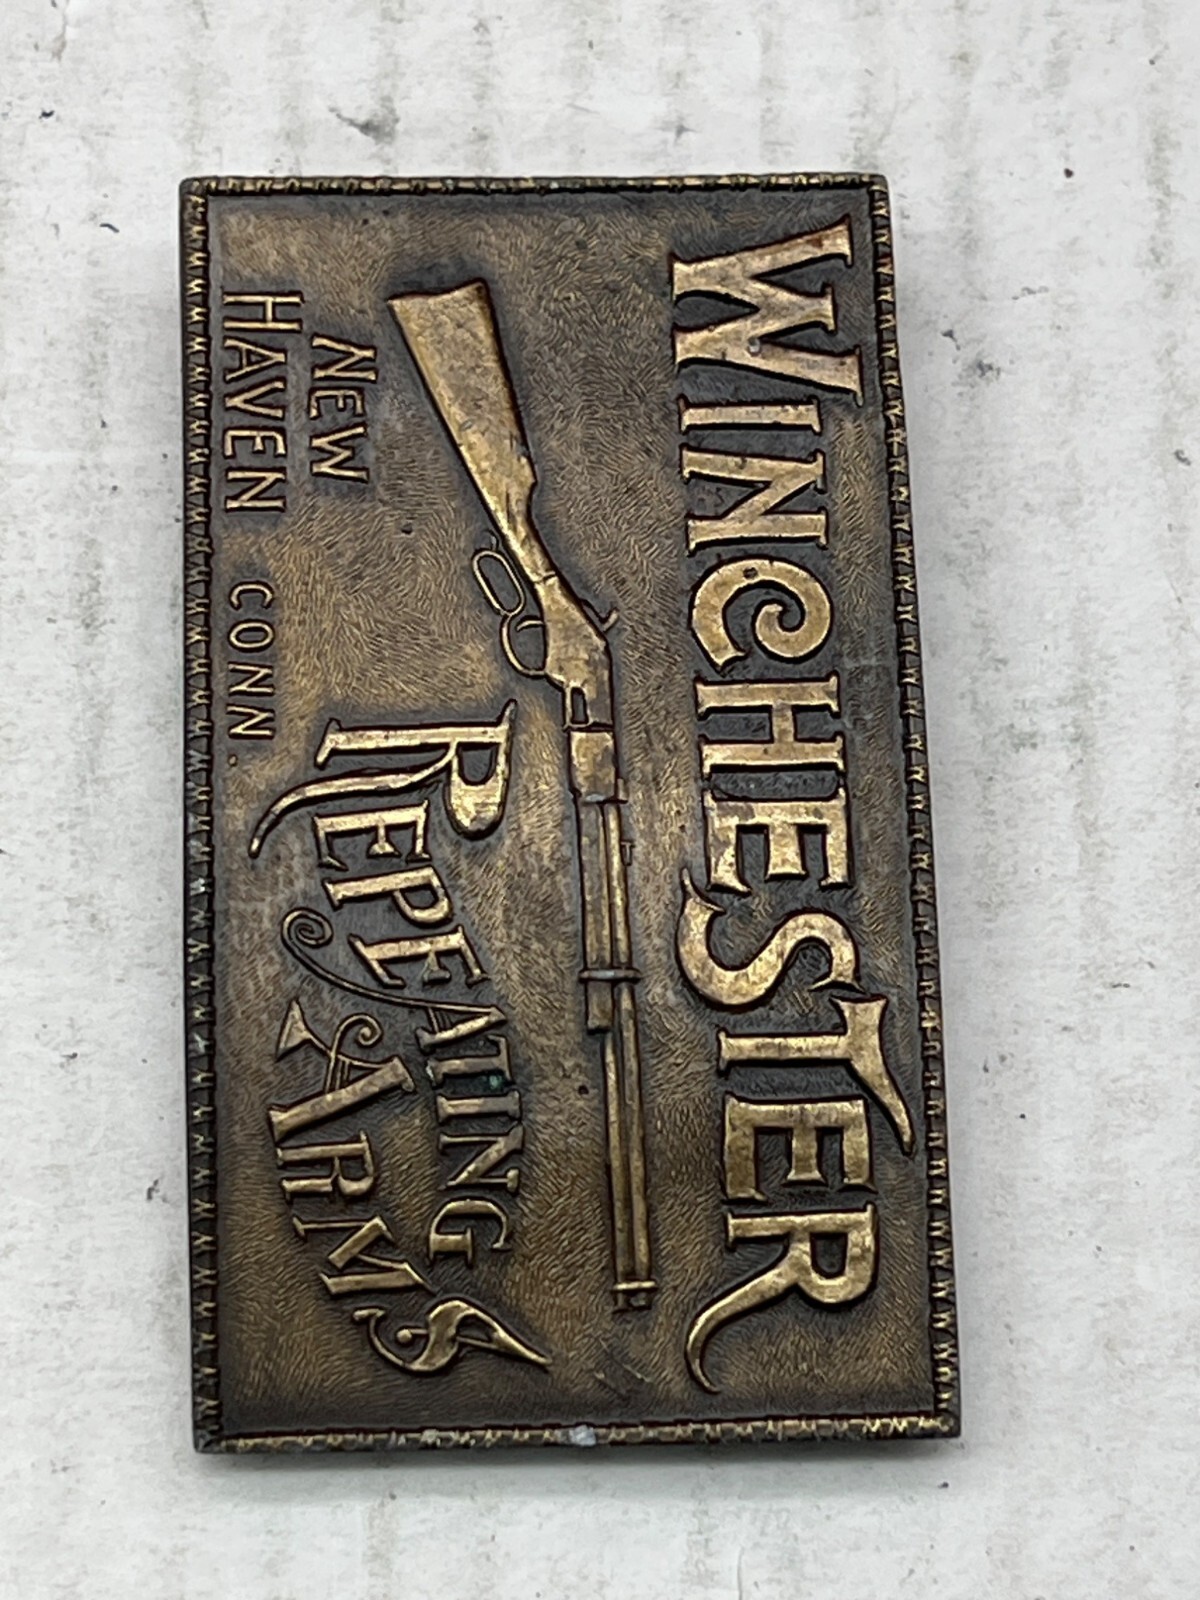 WINCHESTER
REPEATING
ARMS
NEW
HAVEN CONN.